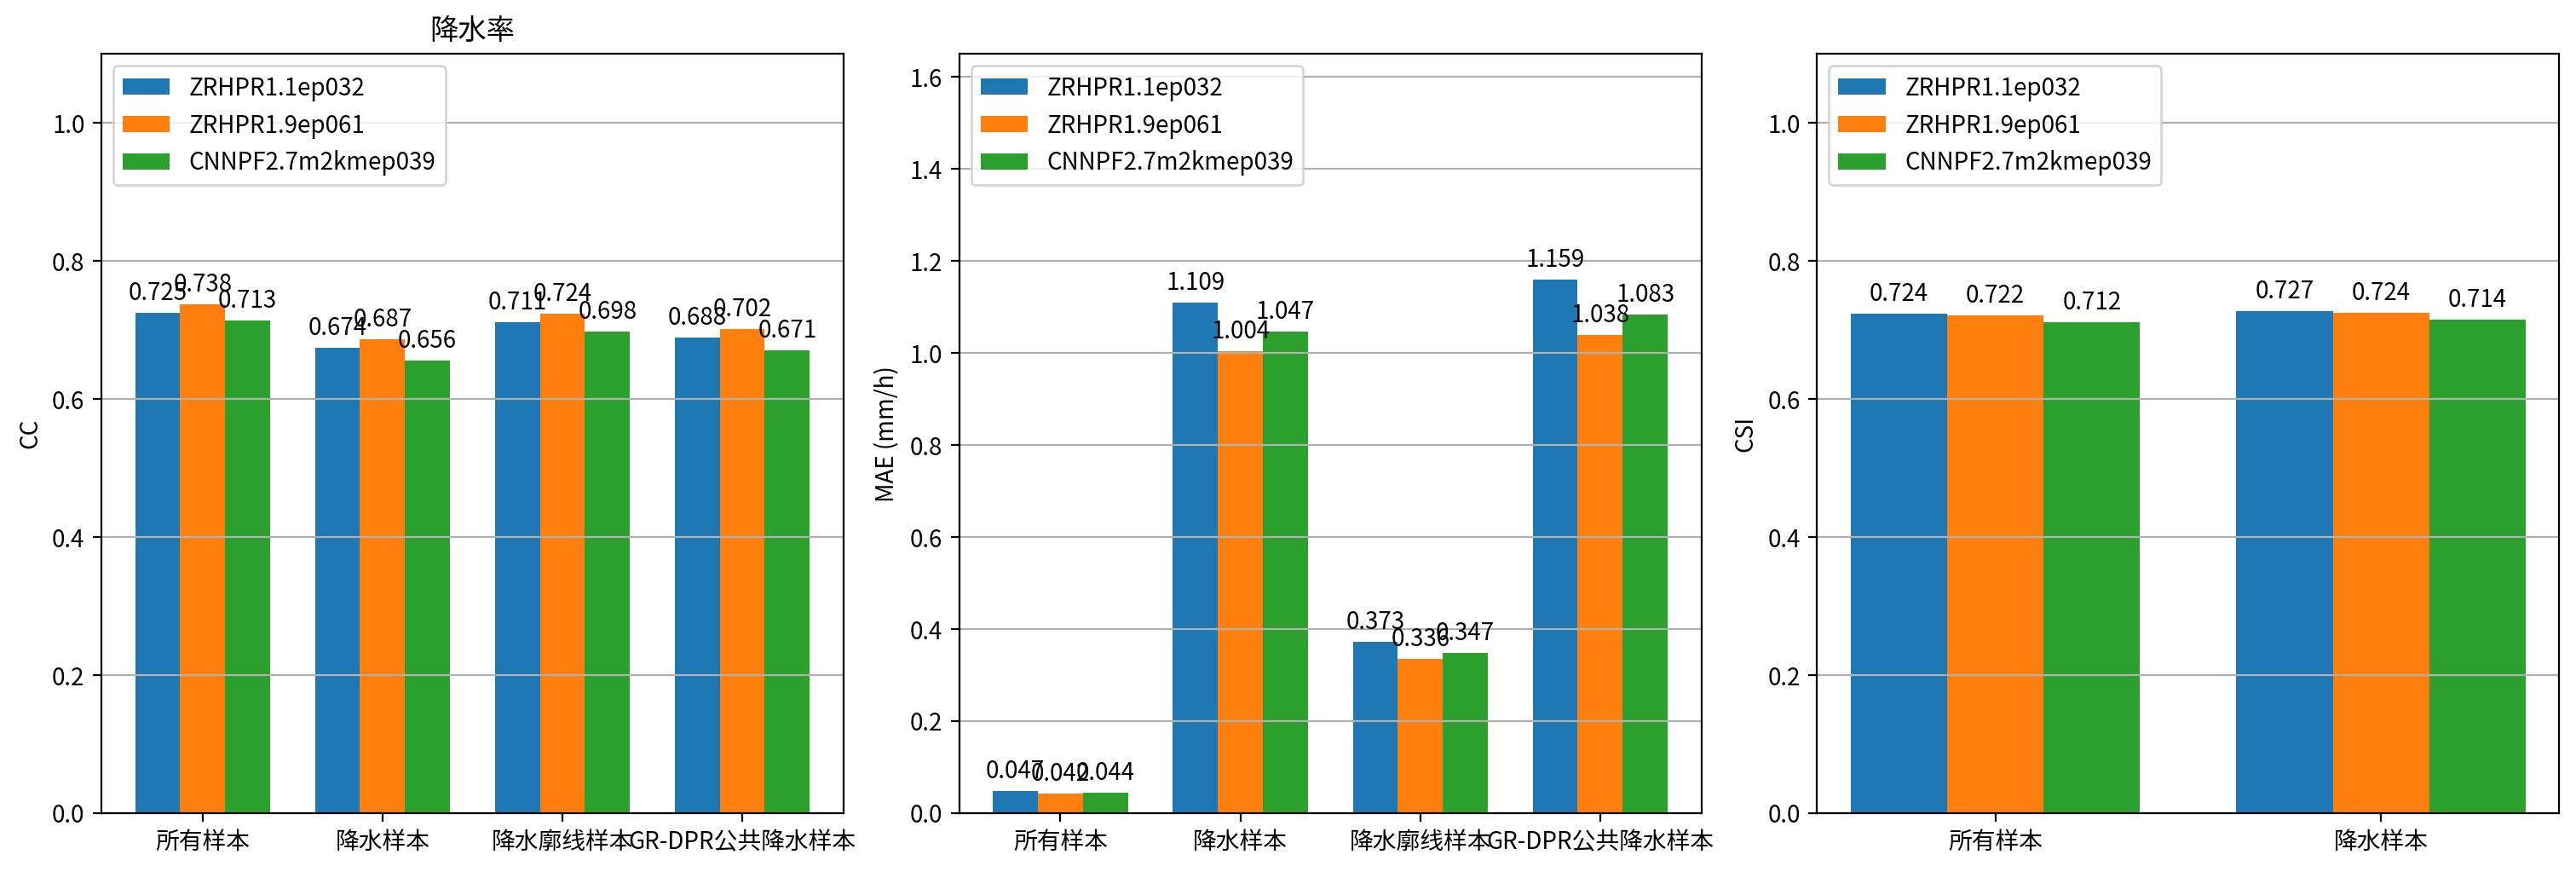 降水率
ZRHPR1.1ep032
ZRHPR1.9ep061
CNNPF2.7m2kmep039
CC
1.0
0.8
0.6
0.4
0.2
0.0
0.725
0.738
0.713
0.674
0.687
0.656
0.711
0.724
0.698
0.688
0.702
0.671
所有样本
降水样本
降水廓线样本
GR-DPR公共降水样本
ZRHPR1.1ep032
ZRHPR1.9ep061
CNNPF2.7m2kmep039
MAE (mm/h)
1.6
1.4
1.2
1.0
0.8
0.6
0.4
0.2
0.0
0.047
0.042
0.044
1.109
1.004
1.047
0.373
0.336
0.347
1.159
1.038
1.083
所有样本
降水样本
降水廓线样本
GR-DPR公共降水样本
ZRHPR1.1ep032
ZRHPR1.9ep061
CNNPF2.7m2kmep039
CSI
1.0
0.8
0.6
0.4
0.2
0.0
0.724
0.722
0.712
0.727
0.724
0.714
所有样本
降水样本